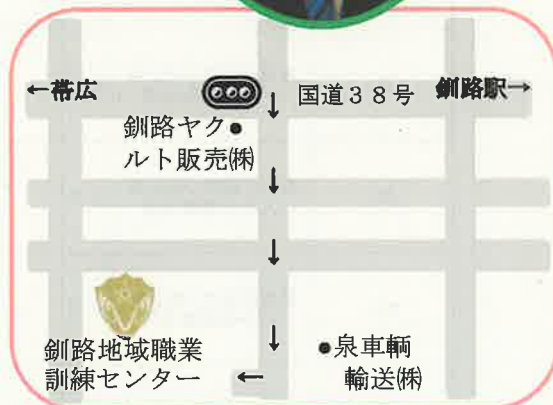 ←帯広
国道３８号
釧路駅→
釧路ヤク●
ルト販売㈱
↓
↓
↓
↓
釧路地域職業
訓練センター ←
●泉車輌
輸送㈱